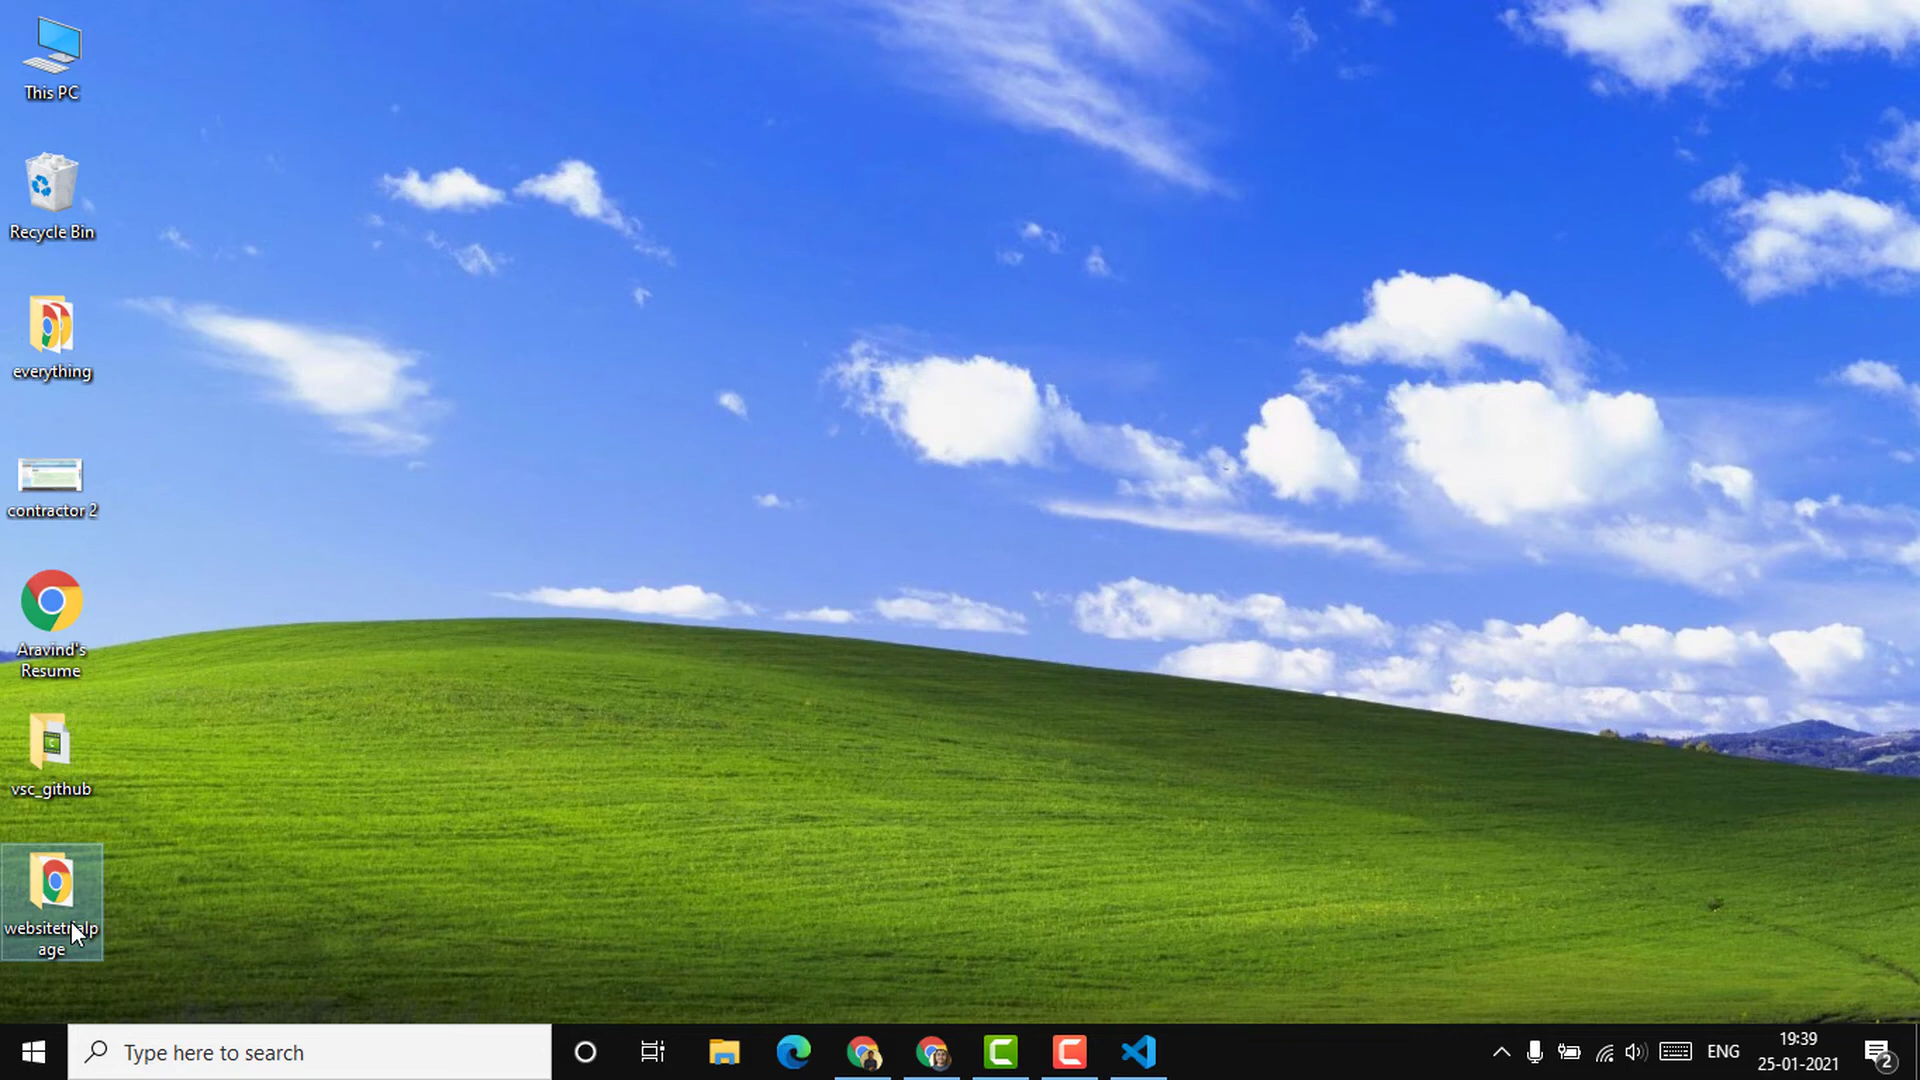 This PC
Recycle Bin
everything
contractor 2
Aravind's
Resume
vsc_github
age
Type here to search
ENG
19:39
25-01-2021
2